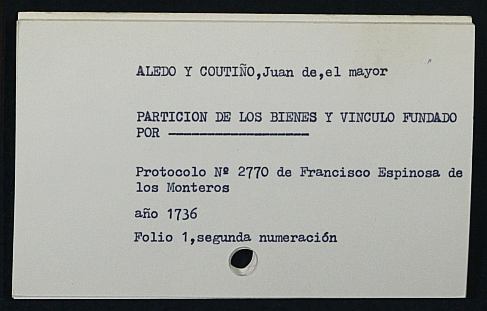 ALEDO Y COUTIÑO,Juan de,el mayor
PARTICION DE LOS BIENES Y VINCULO FUNDADO
POR ------------------
Protocolo Nº 2770 de Francisco Espinosa de
los Monteros
año 1736
Folio 1,segunda numeración